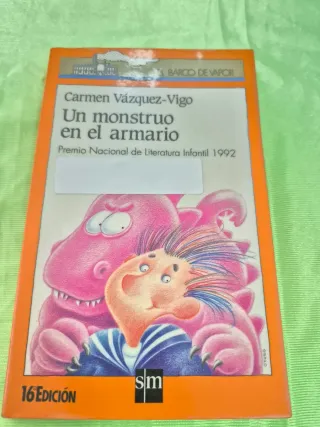 BARCO DE VAPOR
Carmen Vázquez-Vigo
Un monstruo
en el armario
Premio Nacional de Literatura Infantil 1992
16 EDICIÓN
sm